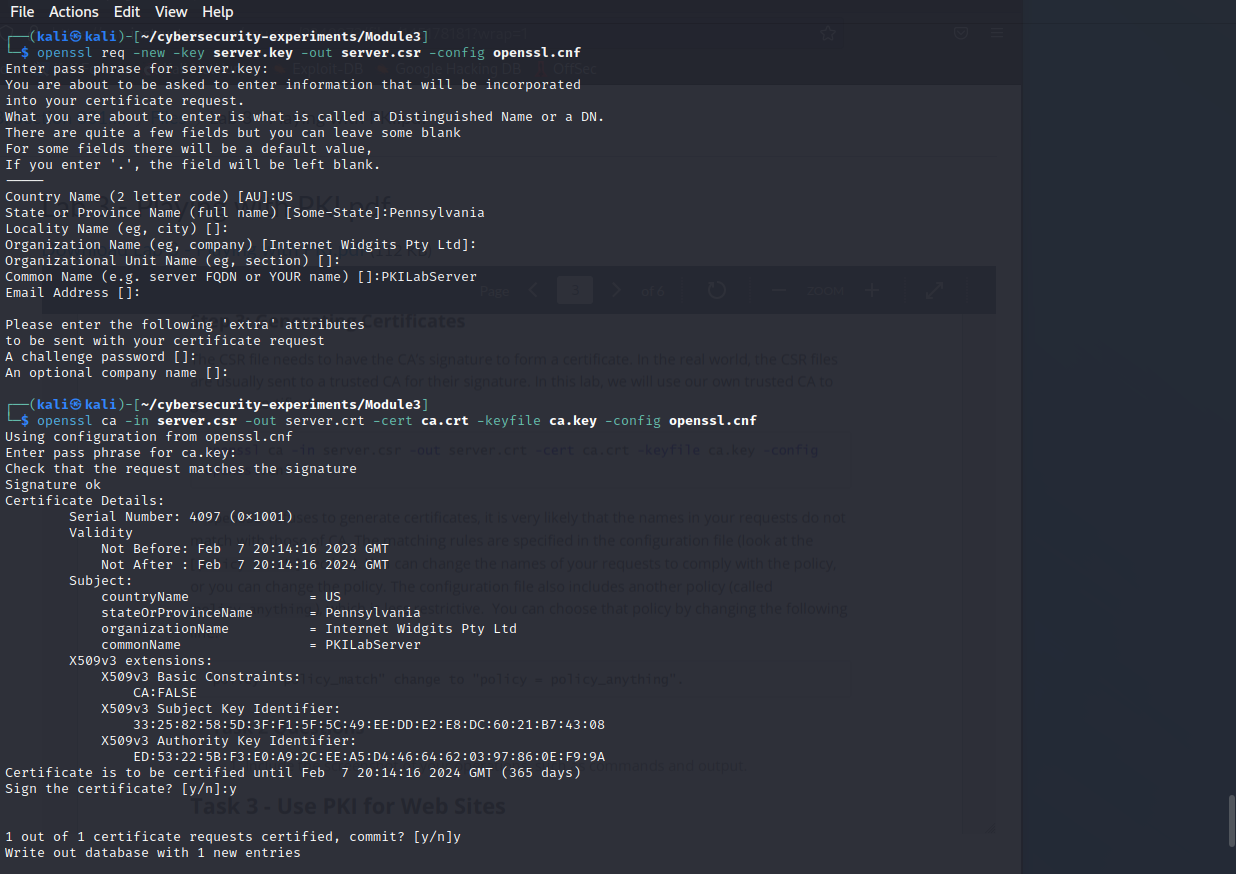 File Actions Edit View Help
┌──(kali㉿kali)-[~/cybersecurity-experiments/Module3]
└─$ openssl req -new -key server.key -out server.csr -config openssl.cnf
Enter pass phrase for server.key:
You are about to be asked to enter information that will be incorporated
into your certificate request.
What you are about to enter is what is called a Distinguished Name or a DN.
There are quite a few fields but you can leave some blank
For some fields there will be a default value,
If you enter '.', the field will be left blank.
-----
Country Name (2 letter code) [AU]:US
State or Province Name (full name) [Some-State]:Pennsylvania
Locality Name (eg, city) []:
Organization Name (eg, company) [Internet Widgits Pty Ltd]:
Organizational Unit Name (eg, section) []:
Common Name (e.g. server FQDN or YOUR name) []:PKILabServer
Email Address []:
Please enter the following 'extra' attributes
to be sent with your certificate request
A challenge password []:
An optional company name []:
┌──(kali㉿kali)-[~/cybersecurity-experiments/Module3]
└─$ openssl ca -in server.csr -out server.crt -cert ca.crt -keyfile ca.key -config openssl.cnf
Using configuration from openssl.cnf
Enter pass phrase for ca.key:
Check that the request matches the signature
Signature ok
Certificate Details:
Serial Number: 4097 (0×1001)
Validity
Not Before: Feb  7 20:14:16 2023 GMT
Not After : Feb  7 20:14:16 2024 GMT
Subject:
countryName = US
stateOrProvinceName = Pennsylvania
organizationName = Internet Widgits Pty Ltd
commonName = PKILabServer
X509v3 extensions:
X509v3 Basic Constraints:
CA:FALSE
X509v3 Subject Key Identifier:
33:25:82:58:5D:3F:F1:5F:5C:49:EE:DD:E2:E8:DC:60:21:B7:43:08
X509v3 Authority Key Identifier:
ED:53:22:5B:F3:E0:A9:2C:EE:A5:D4:46:64:62:03:97:86:0E:F9:9A
Certificate is to be certified until Feb  7 20:14:16 2024 GMT (365 days)
Sign the certificate? [y/n]:y
Task 3 - Use PKI for Web Sites
1 out of 1 certificate requests certified, commit? [y/n]y
Write out database with 1 new entries